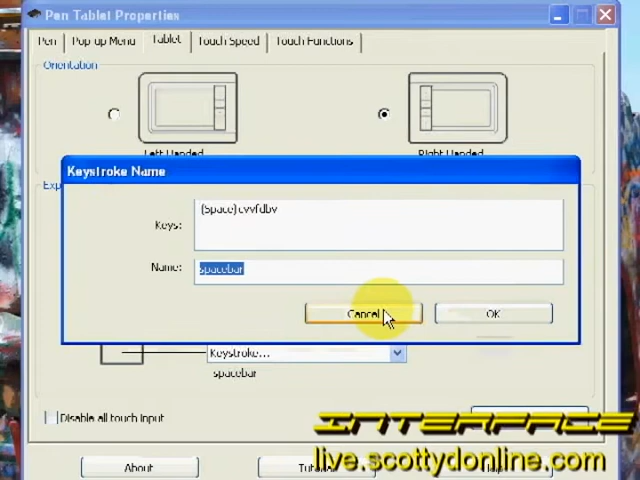 Pen Tablet Properties
Pen Pop-up Menu Tablet Touch Speed Touch Functions
Orientation
Left Handed Right Handed
Keystroke Name
Exp
Keys: {Space}cvvfdbv
Name: spacebar
Cancel OK
Keystroke...
spacebar
Disable all touch input
INTERFACE
live.scottydonline.com
About